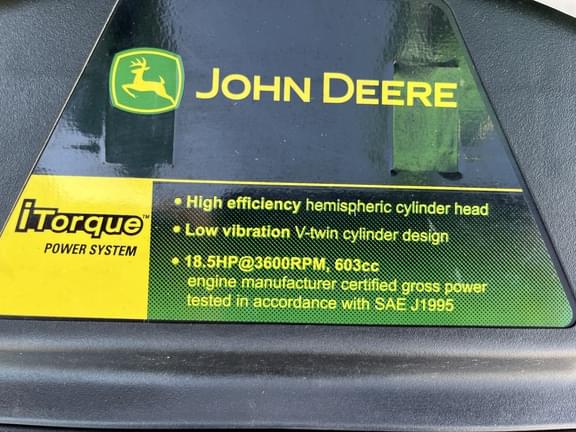 JOHN DEERE
iTorque™
POWER SYSTEM
• High efficiency hemispheric cylinder head
• Low vibration V-twin cylinder design
• 18.5HP@3600RPM, 603cc
engine manufacturer certified gross power
tested in accordance with SAE J1995